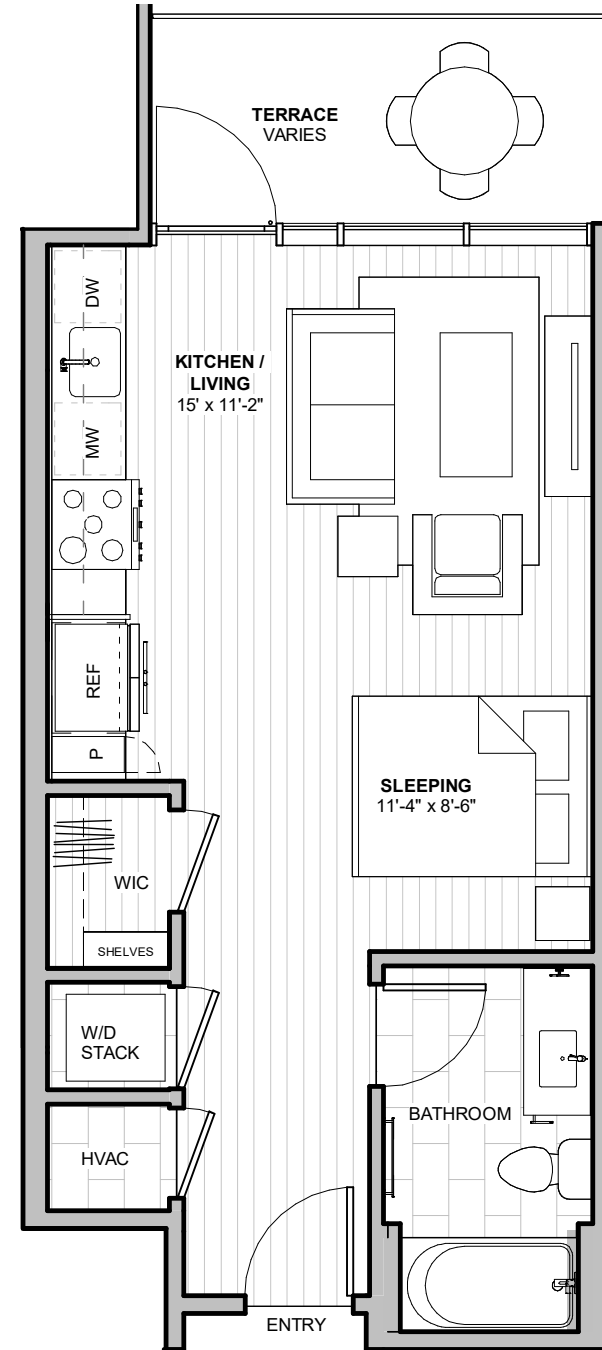 TERRACE
VARIES
DW
KITCHEN /
LIVING
15' x 11'-2"
MW
REF
P
SLEEPING
11'-4" x 8'-6"
WIC
SHELVES
W/D
STACK
BATHROOM
HVAC
ENTRY